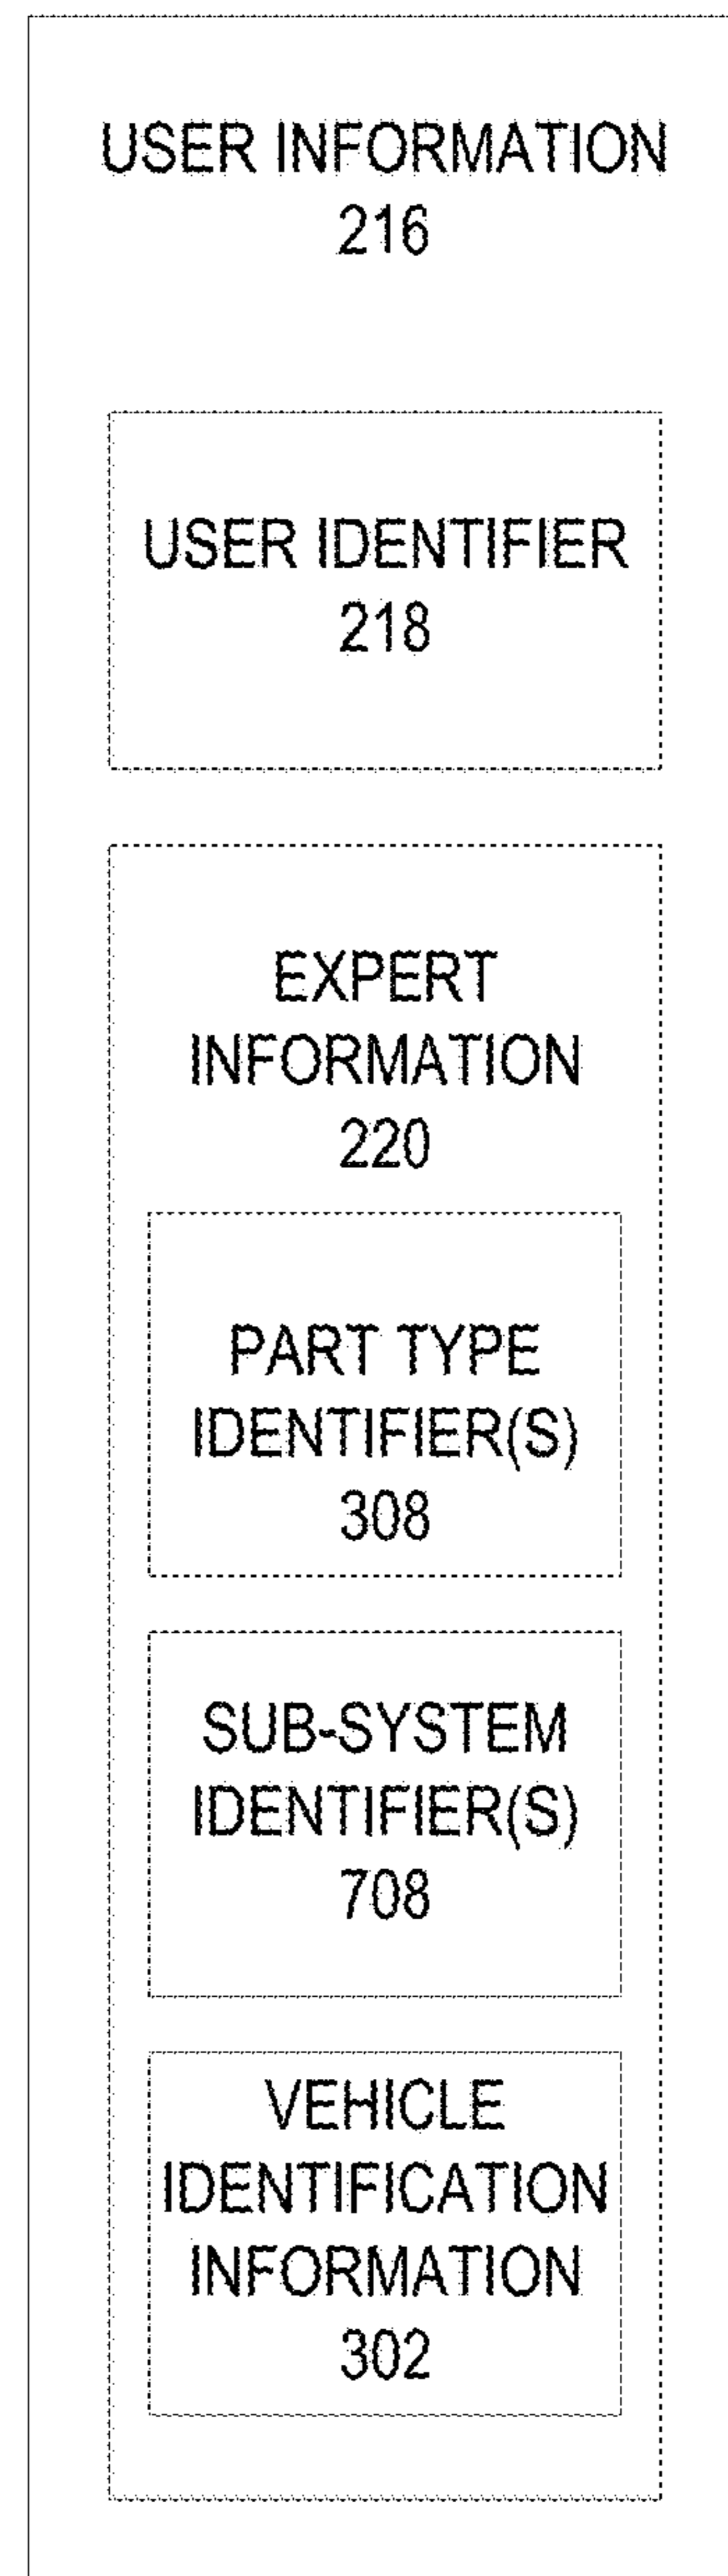 USER INFORMATION
216
USER IDENTIFIER
218
EXPERT
INFORMATION
220
PART TYPE
IDENTIFIER(S)
308
SUB-SYSTEM
IDENTIFIER(S)
708
VEHICLE
IDENTIFICATION
INFORMATION
302